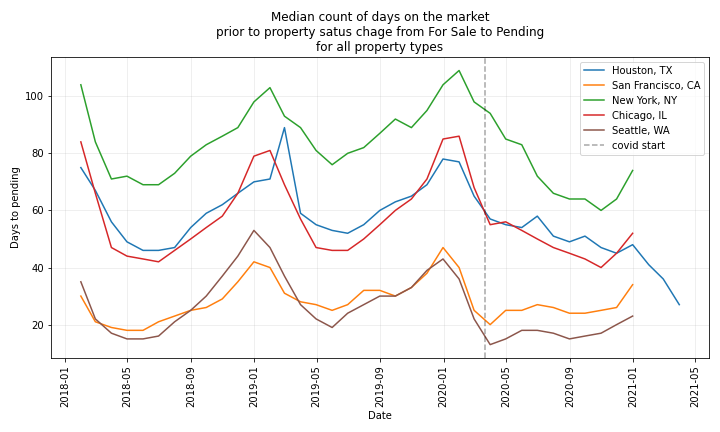 Median count of days on the market
prior to property satus chage from For Sale to Pending
for all property types
Houston, TX
San Francisco, CA
New York, NY
Chicago, IL
Seattle, WA
covid start
Days to pending
100
80
60
40
20
2018-01
2018-05
2018-09
2019-01
2019-05
2019-09
2020-01
2020-05
2020-09
2021-01
2021-05
Date